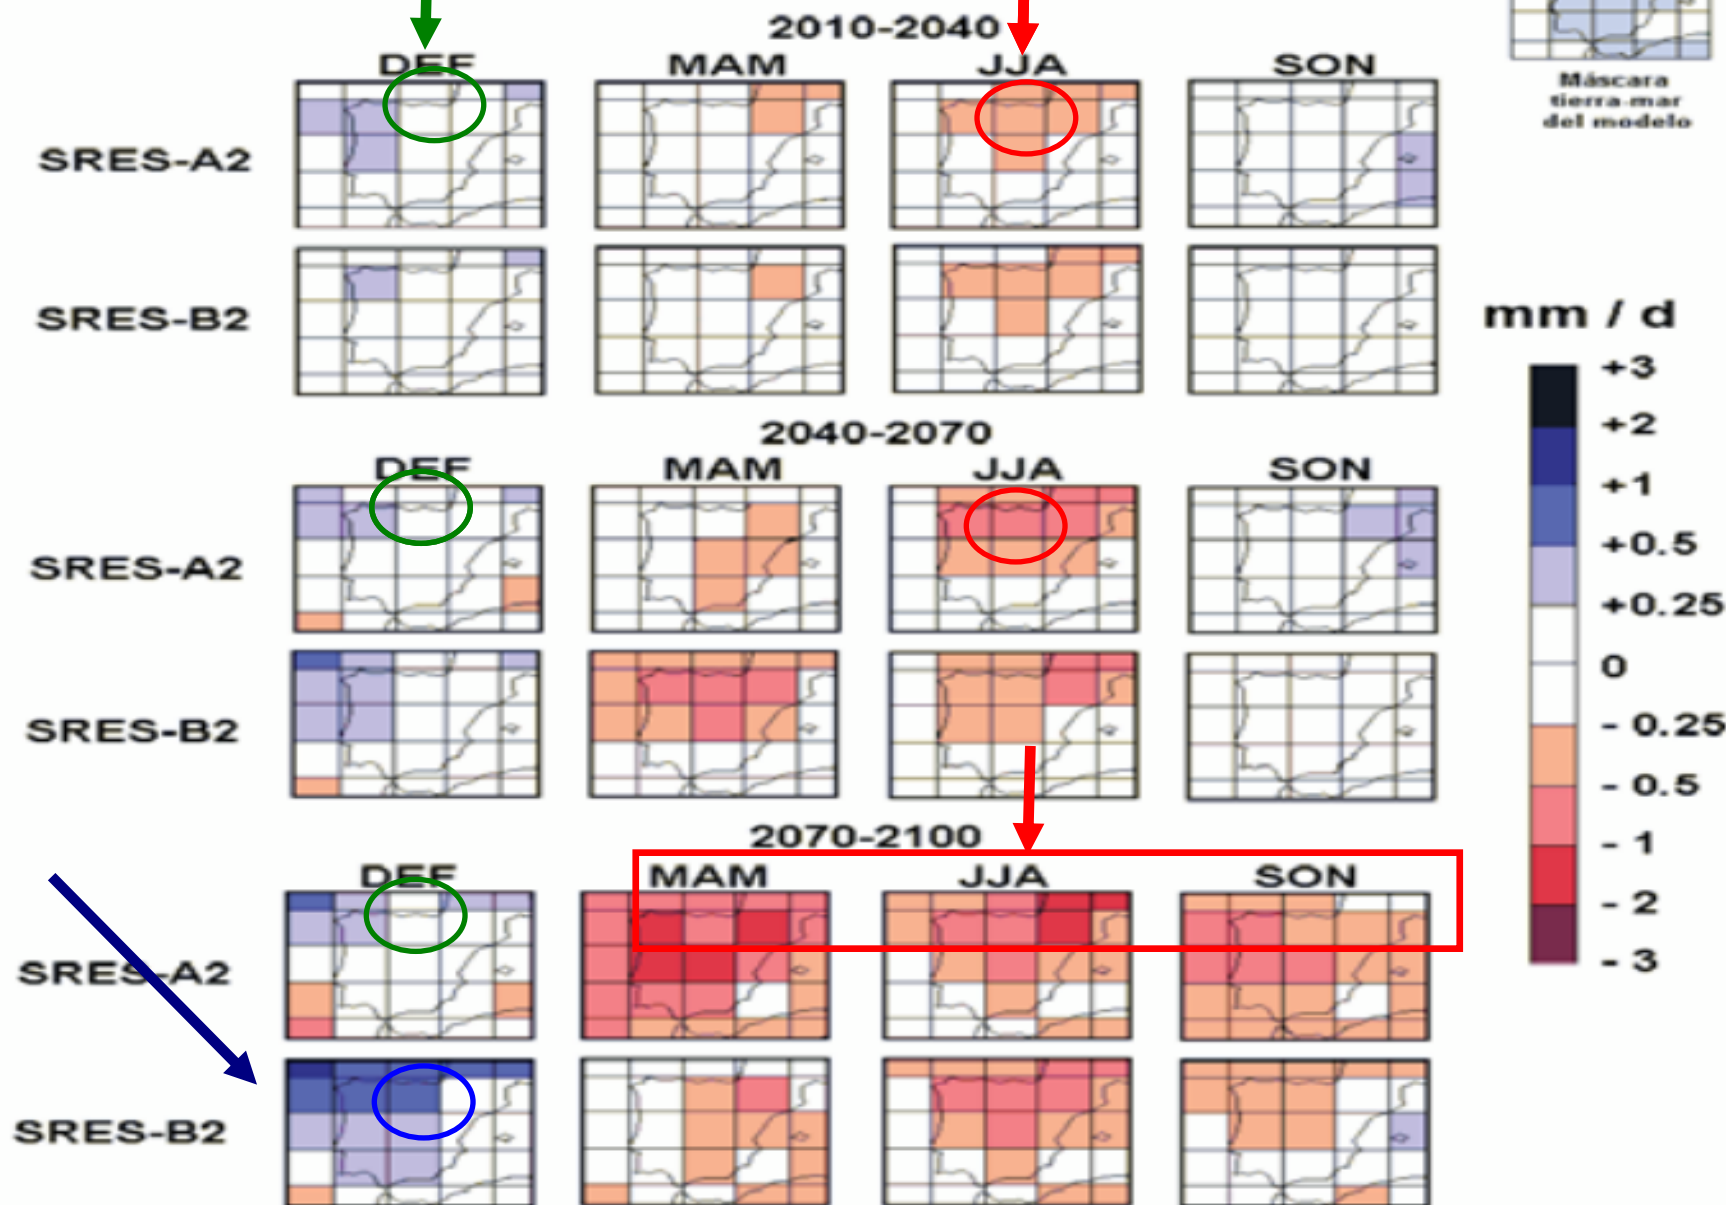 2010-2040
DEF MAM JJA SON
Máscara
tierra-mar
del modelo
SRES-A2
SRES-B2
mm / d
+3
+2
+1
+0.5
+0.25
0
- 0.25
- 0.5
- 1
- 2
- 3
2040-2070
DEF MAM JJA SON
SRES-A2
SRES-B2
2070-2100
DEF MAM JJA SON
SRES-A2
SRES-B2